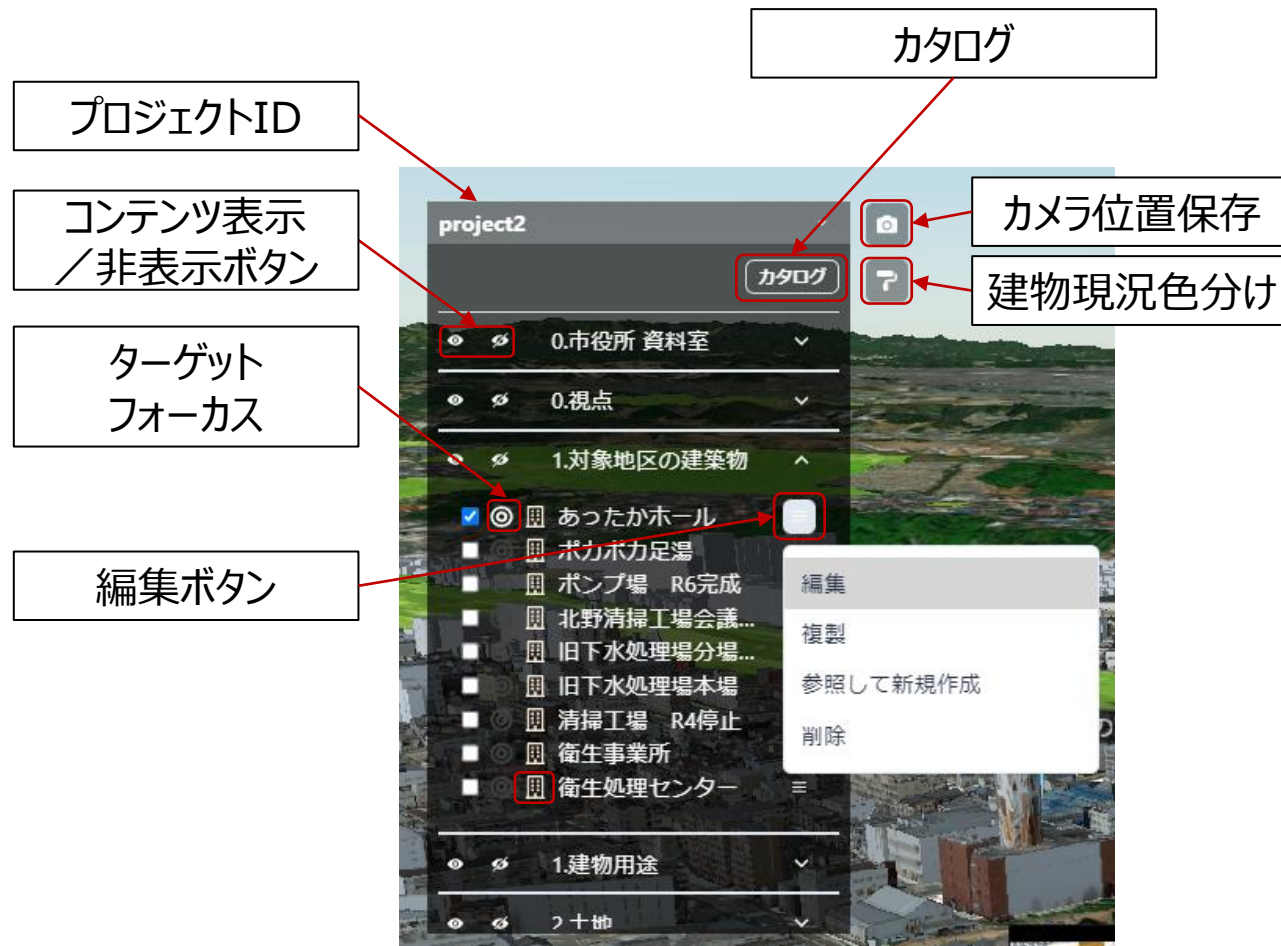 カタログ
プロジェクトID
コンテンツ表示
／非表示ボタン
カメラ位置保存
project2
カタログ
建物現況色分け
ターゲット
フォーカス
0.市役所 資料室
0.視点
1.対象地区の建築物
編集ボタン
あったかホール
ポカポカ足湯
ポンプ場　R6完成
北野清掃工場会議...
旧下水処理場分場...
旧下水処理場本場
清掃工場　R4停止
衛生事業所
衛生処理センター
編集
複製
参照して新規作成
削除
の
1.建物用途
2.土地